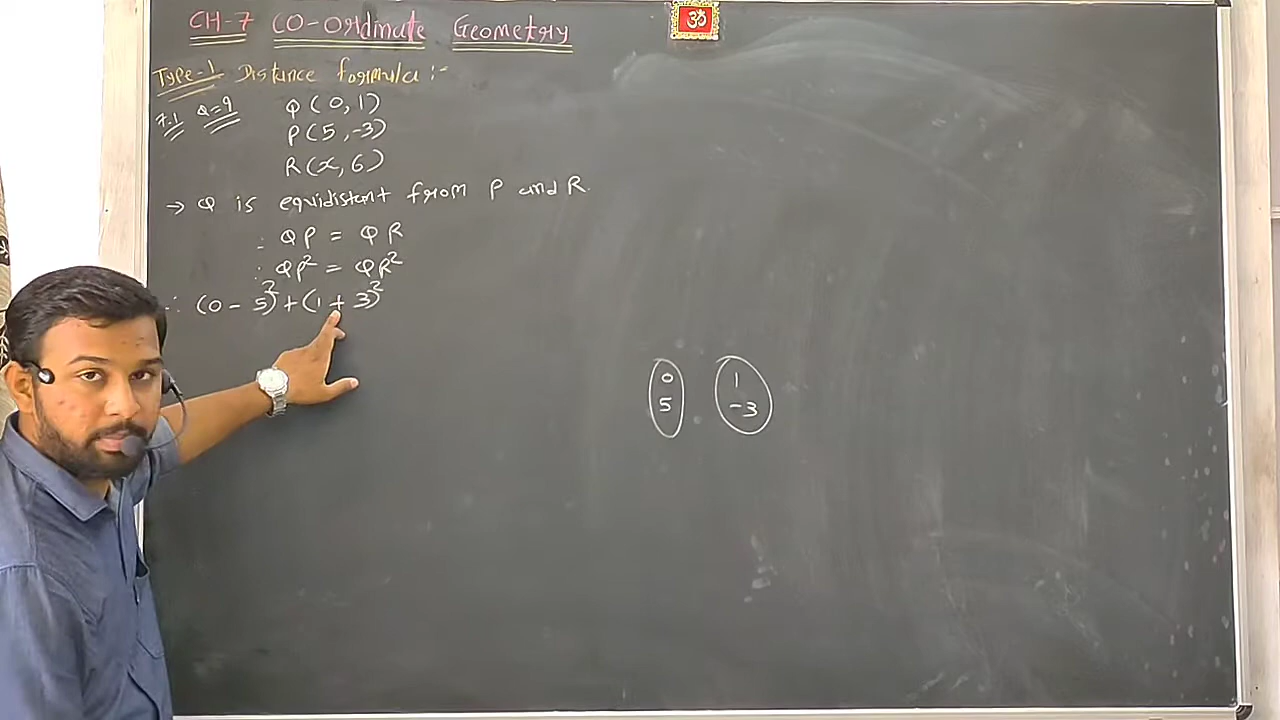 CH-7 CO-ordinate Geometry
ॐ
Type-1 Distance formula :-
7.1 Q=9 Q(0,1)
P(5,-3)
R(x,6)
→ Q is equidistant from P and R.
∴ QP = QR
∴ QP² = QR²
∴ (0-5)²+(1+3)²
0 1
5 -3